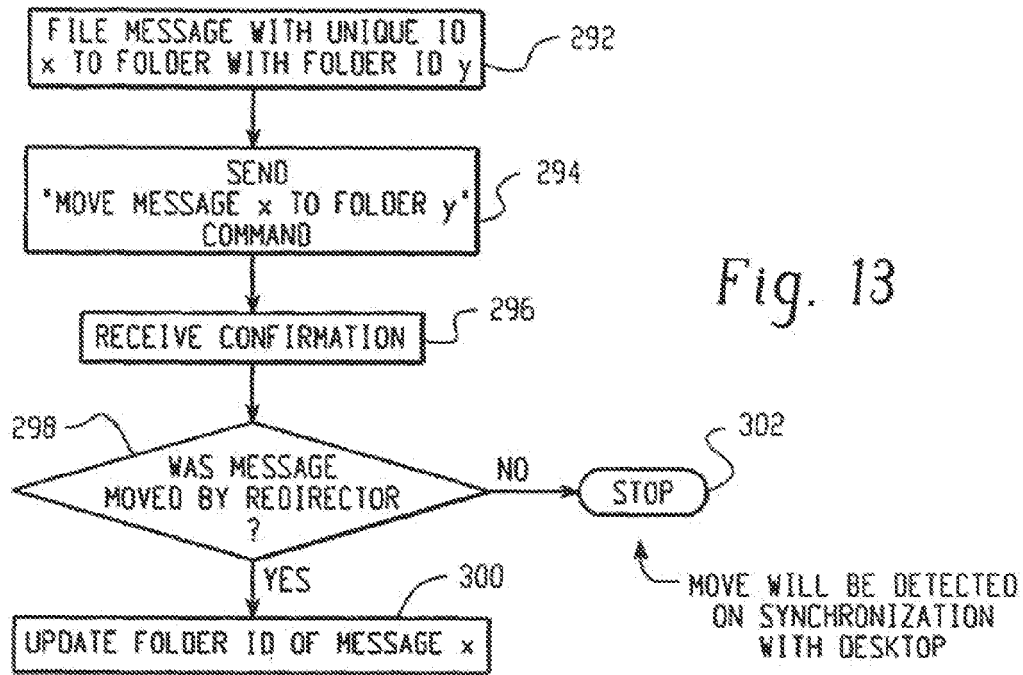 FILE MESSAGE WITH UNIQUE ID
x TO FOLDER WITH FOLDER ID y
292
SEND
"MOVE MESSAGE x TO FOLDER y"
COMMAND
294
Fig. 13
RECEIVE CONFIRMATION
296
298
WAS MESSAGE
MOVED BY REDIRECTOR
?
NO
STOP
302
YES
300
UPDATE FOLDER ID OF MESSAGE x
MOVE WILL BE DETECTED
ON SYNCHRONIZATION
WITH DESKTOP